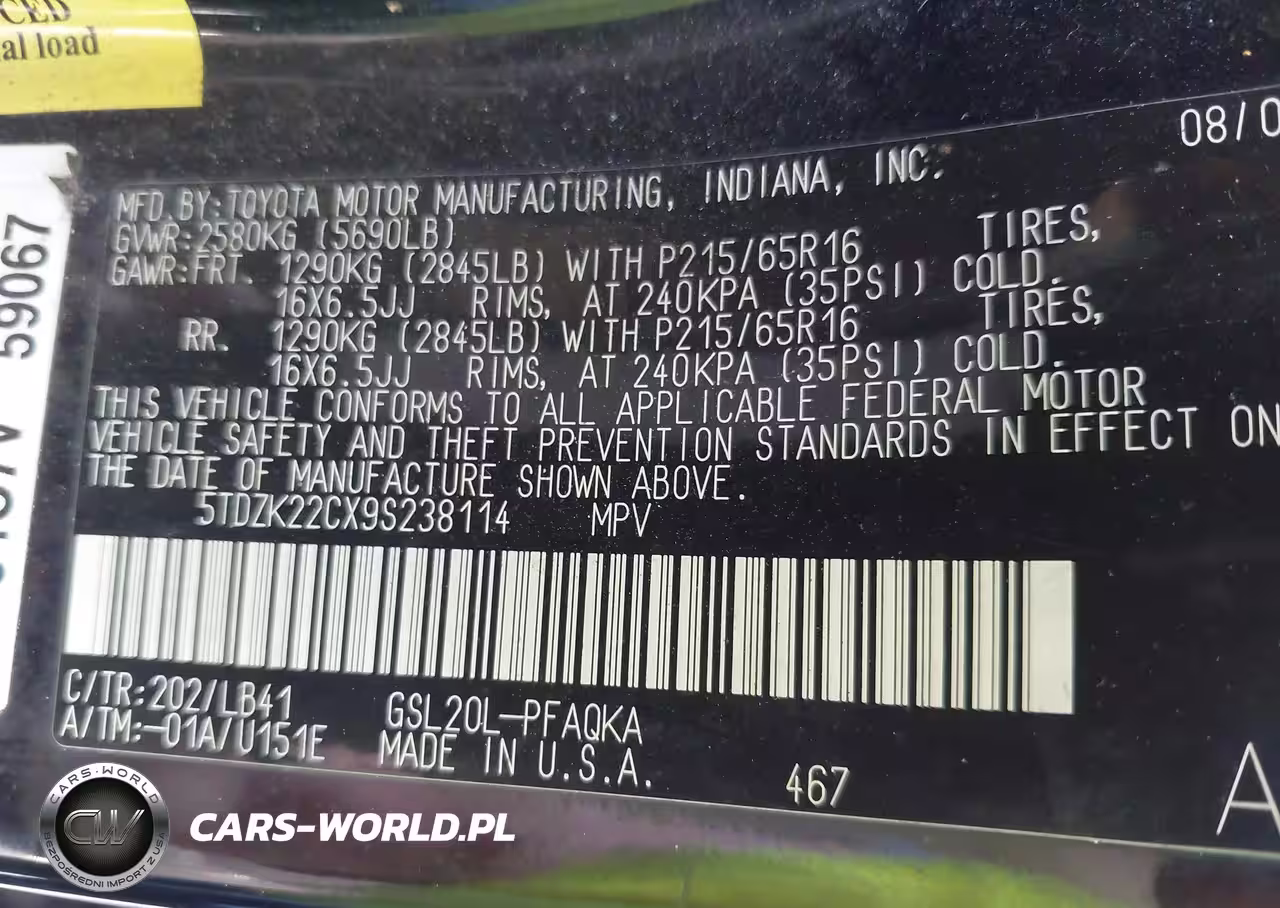 CED
al load
59067
08/0
MFD.BY:TOYOTA MOTOR MANUFACTURING, INDIANA, INC.
GVWR:2580KG (5690LB)
GAWR:FRT. 1290KG (2845LB) WITH P215/65R16 TIRES,
16X6.5JJ RIMS, AT 240KPA (35PSI) COLD.
RR. 1290KG (2845LB) WITH P215/65R16 TIRES,
16X6.5JJ RIMS, AT 240KPA (35PSI) COLD.
THIS VEHICLE CONFORMS TO ALL APPLICABLE FEDERAL MOTOR
VEHICLE SAFETY AND THEFT PREVENTION STANDARDS IN EFFECT ON
THE DATE OF MANUFACTURE SHOWN ABOVE.
5TDZK22CX9S238114 MPV
C/TR:202/LB41 GSL20L-PFAQKA
A/TM:-01A/U151E MADE IN U.S.A.
467
A
CARS-WORLD
CW
BEZPOŚREDNI IMPORT Z USA
CARS-WORLD.PL